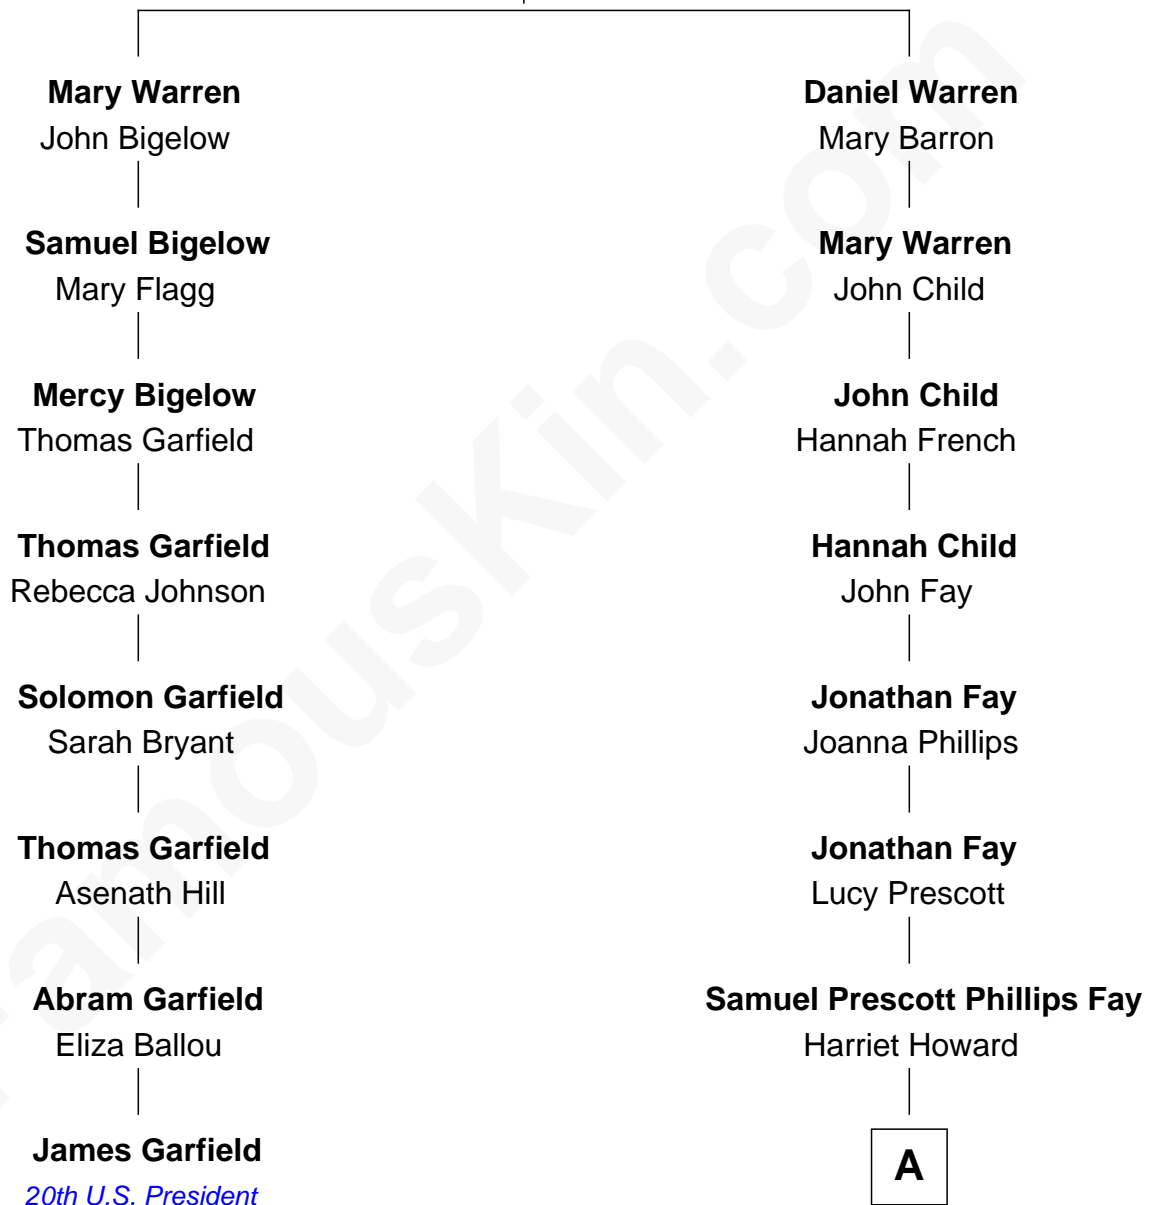 Mary Warren
John Bigelow
Daniel Warren
Mary Barron
Samuel Bigelow
Mary Flagg
Mary Warren
John Child
Mercy Bigelow
Thomas Garfield
John Child
Hannah French
Thomas Garfield
Rebecca Johnson
Hannah Child
John Fay
Solomon Garfield
Sarah Bryant
Jonathan Fay
Joanna Phillips
Thomas Garfield
Asenath Hill
Jonathan Fay
Lucy Prescott
Abram Garfield
Eliza Ballou
Samuel Prescott Phillips Fay
Harriet Howard
James Garfield
20th U.S. President
A
FamousKin.com